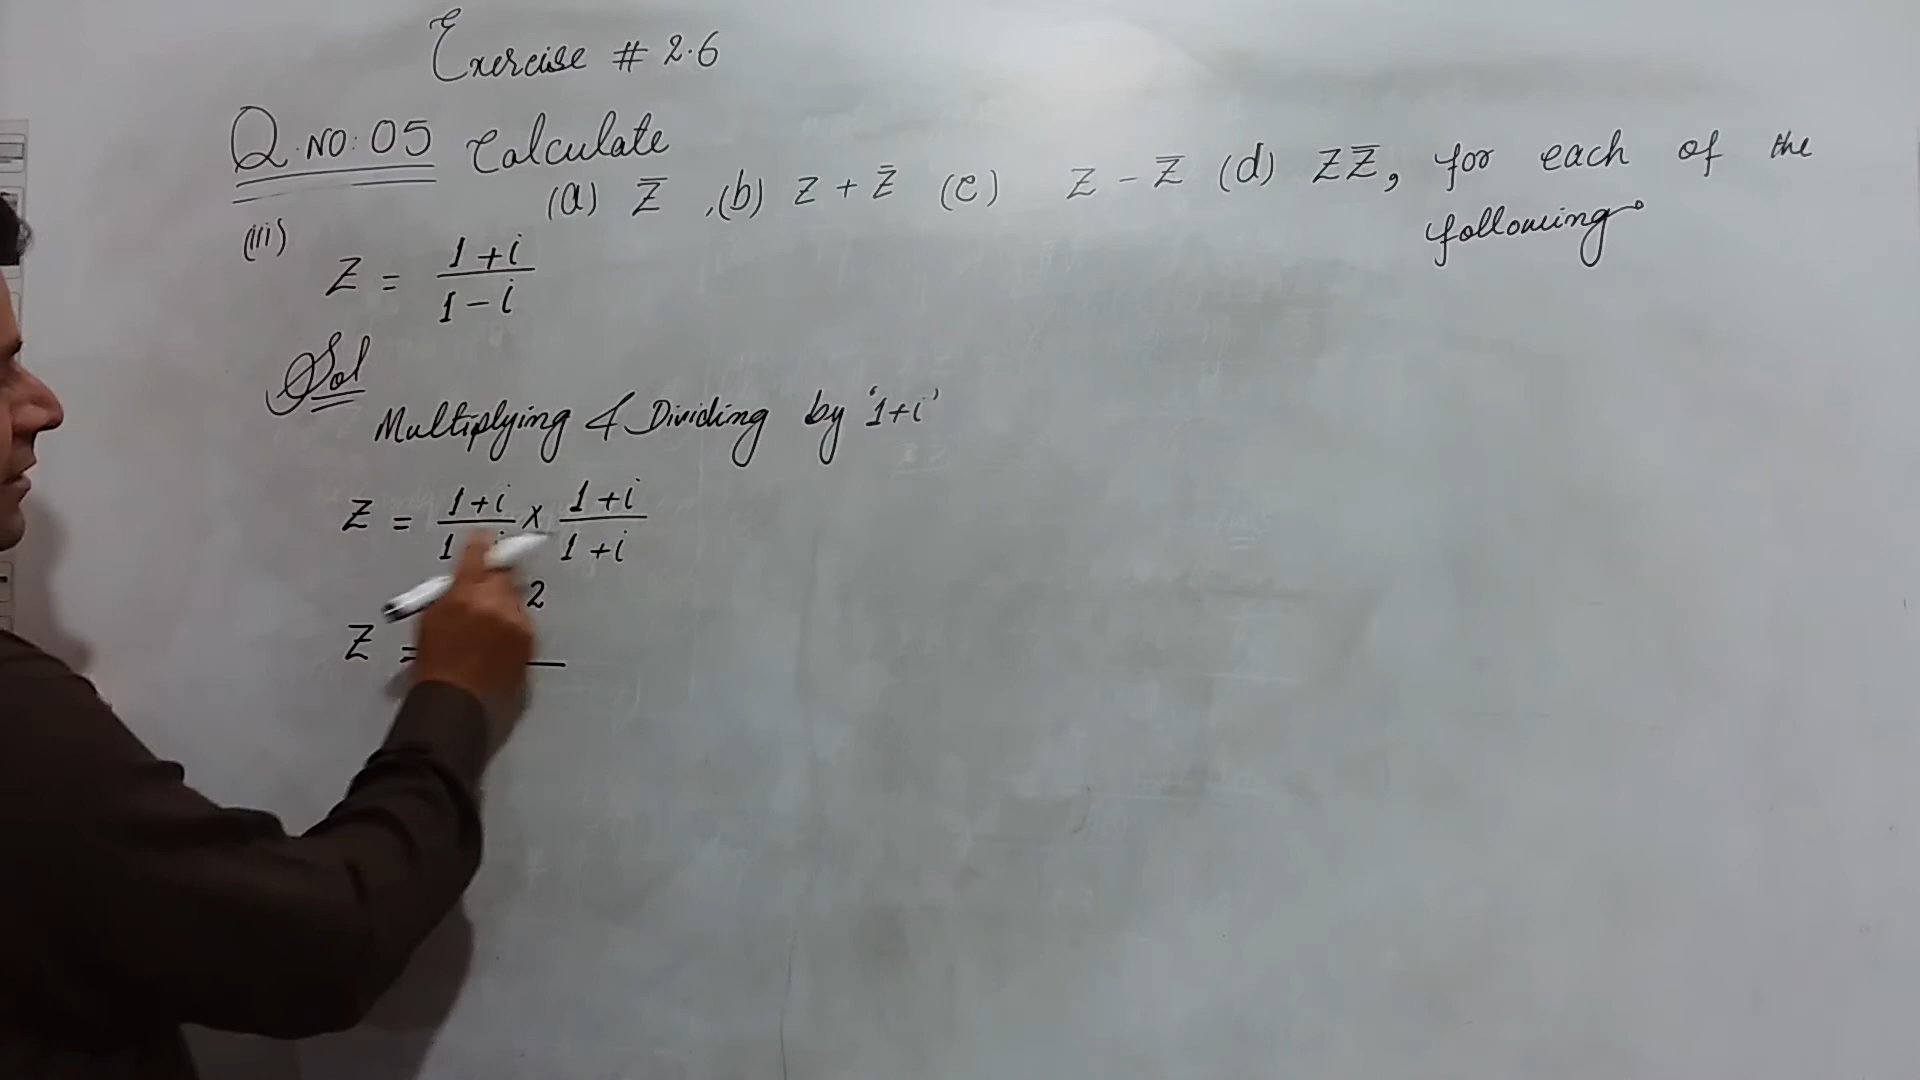 Exercise # 2.6
Q.NO: 05 Calculate
(a) Z̄ ,(b) Z + Z̄ (c) Z - Z̄ (d) ZZ̄, for each of the
following.
(iii)
Z = (1+i)/(1-i)
Sol
Multiplying & Dividing by '1+i'
Z = 1+i × 1+i
1 i 1+i
2
Z =